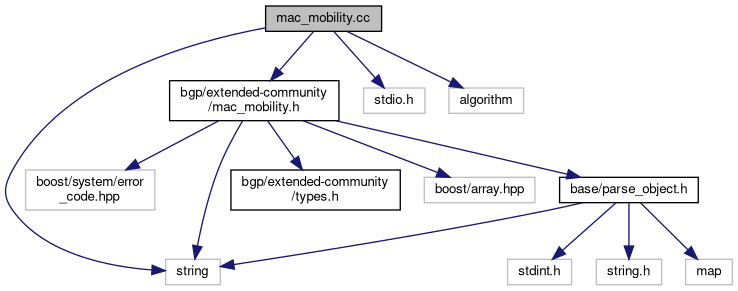 mac_mobility.cc
bgp/extended-community
/mac_mobility.h
stdio.h
algorithm
boost/system/error
_code.hpp
bgp/extended-community
/types.h
boost/array.hpp
base/parse_object.h
string
stdint.h
string.h
map